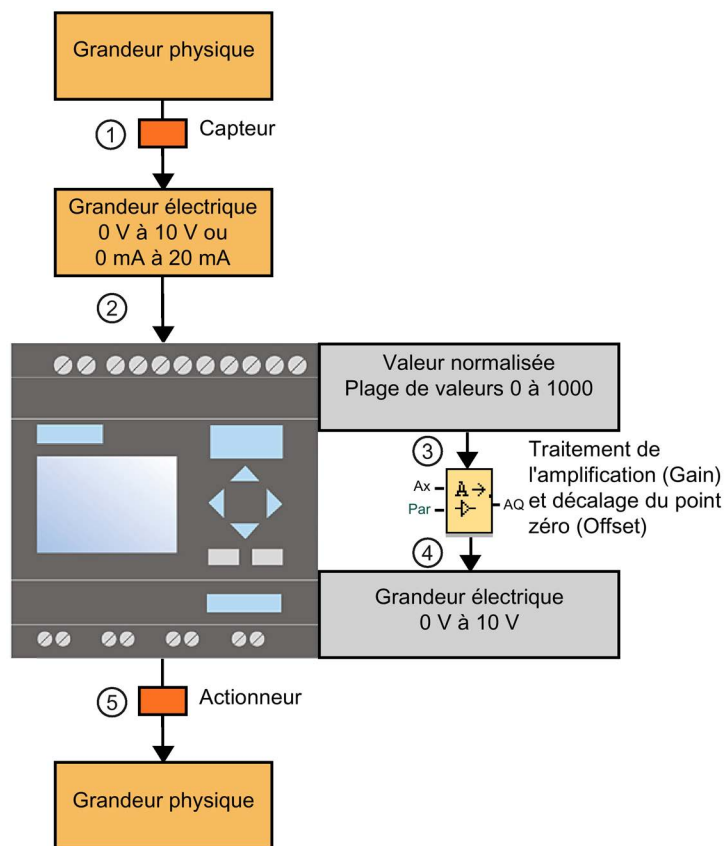 Grandeur physique
1
Capteur
Grandeur électrique
0 V à 10 V ou
0 mA à 20 mA
2
Valeur normalisée
Plage de valeurs 0 à 1000
3
Traitement de
l'amplification (Gain)
et décalage du point
zéro (Offset)
Ax
Par
A→
AQ
4
Grandeur électrique
0 V à 10 V
5
Actionneur
Grandeur physique